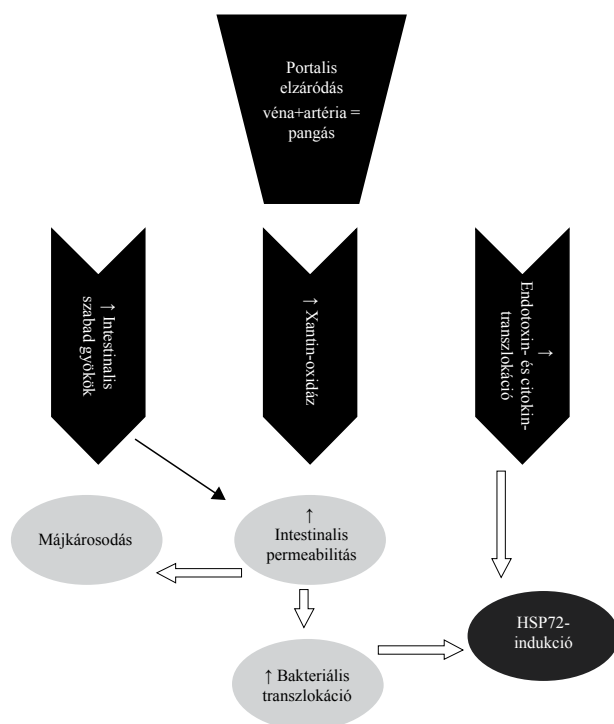 Portalis
elzáródás
véna+artéria =
pangás
↑ Intestinalis
szabad gyökök
↑ Xantin-oxidáz
↑
Endotoxin- és citokin-
transzlokáció
Májkárosodás
↑
Intestinalis
permeabilitás
HSP72-
indukció
↑ Bakteriális
transzlokáció